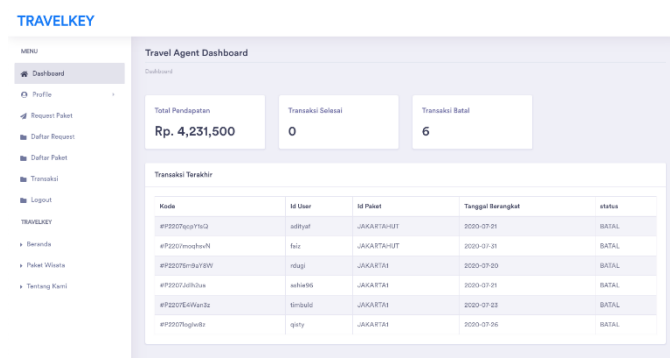 TRAVELKEY
MENU
Dashboard
Profile
Request Paket
Daftar Request
Daftar Paket
Transaksi
Logout
TRAVELKEY
Beranda
Paket Wisata
Tentang Kami
Travel Agent Dashboard
Dashboard
Total Pendapatan
Rp. 4,231,500
Transaksi Selesai
0
Transaksi Batal
6
Transaksi Terakhir
Kode Id User Id Paket Tanggal Berangkat status
adityaf JAKARTAHUT 2020-07-21 BATAL
faiz JAKARTAHUT 2020-07-31 BATAL
rdugi JAKARTA1 2020-07-20 BATAL
ashia96 JAKARTA1 2020-07-21 BATAL
timbuld JAKARTA1 2020-07-23 BATAL
qisty JAKARTA1 2020-07-26 BATAL